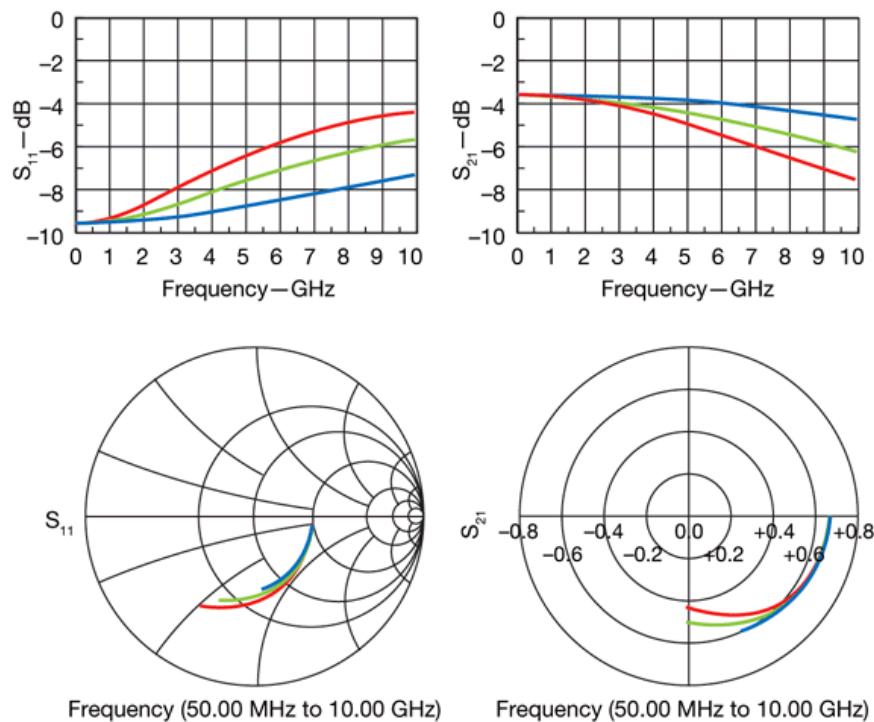 S11—dB
0
−2
−4
−6
−8
−10
0 1 2 3 4 5 6 7 8 9 10
Frequency—GHz
S21—dB
0
−2
−4
−6
−8
−10
0 1 2 3 4 5 6 7 8 9 10
Frequency—GHz
S11
Frequency (50.00 MHz to 10.00 GHz)
S21
−0.8 −0.4 0.0 +0.4 +0.8
−0.6 −0.2 +0.2 +0.6
Frequency (50.00 MHz to 10.00 GHz)